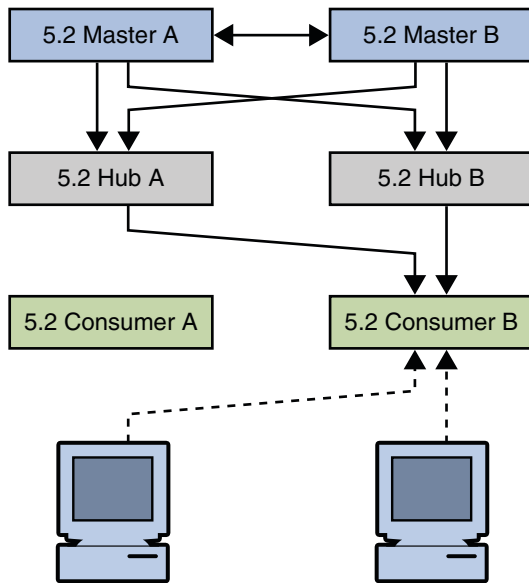 5.2 Master A
5.2 Master B
5.2 Hub A
5.2 Hub B
5.2 Consumer A
5.2 Consumer B